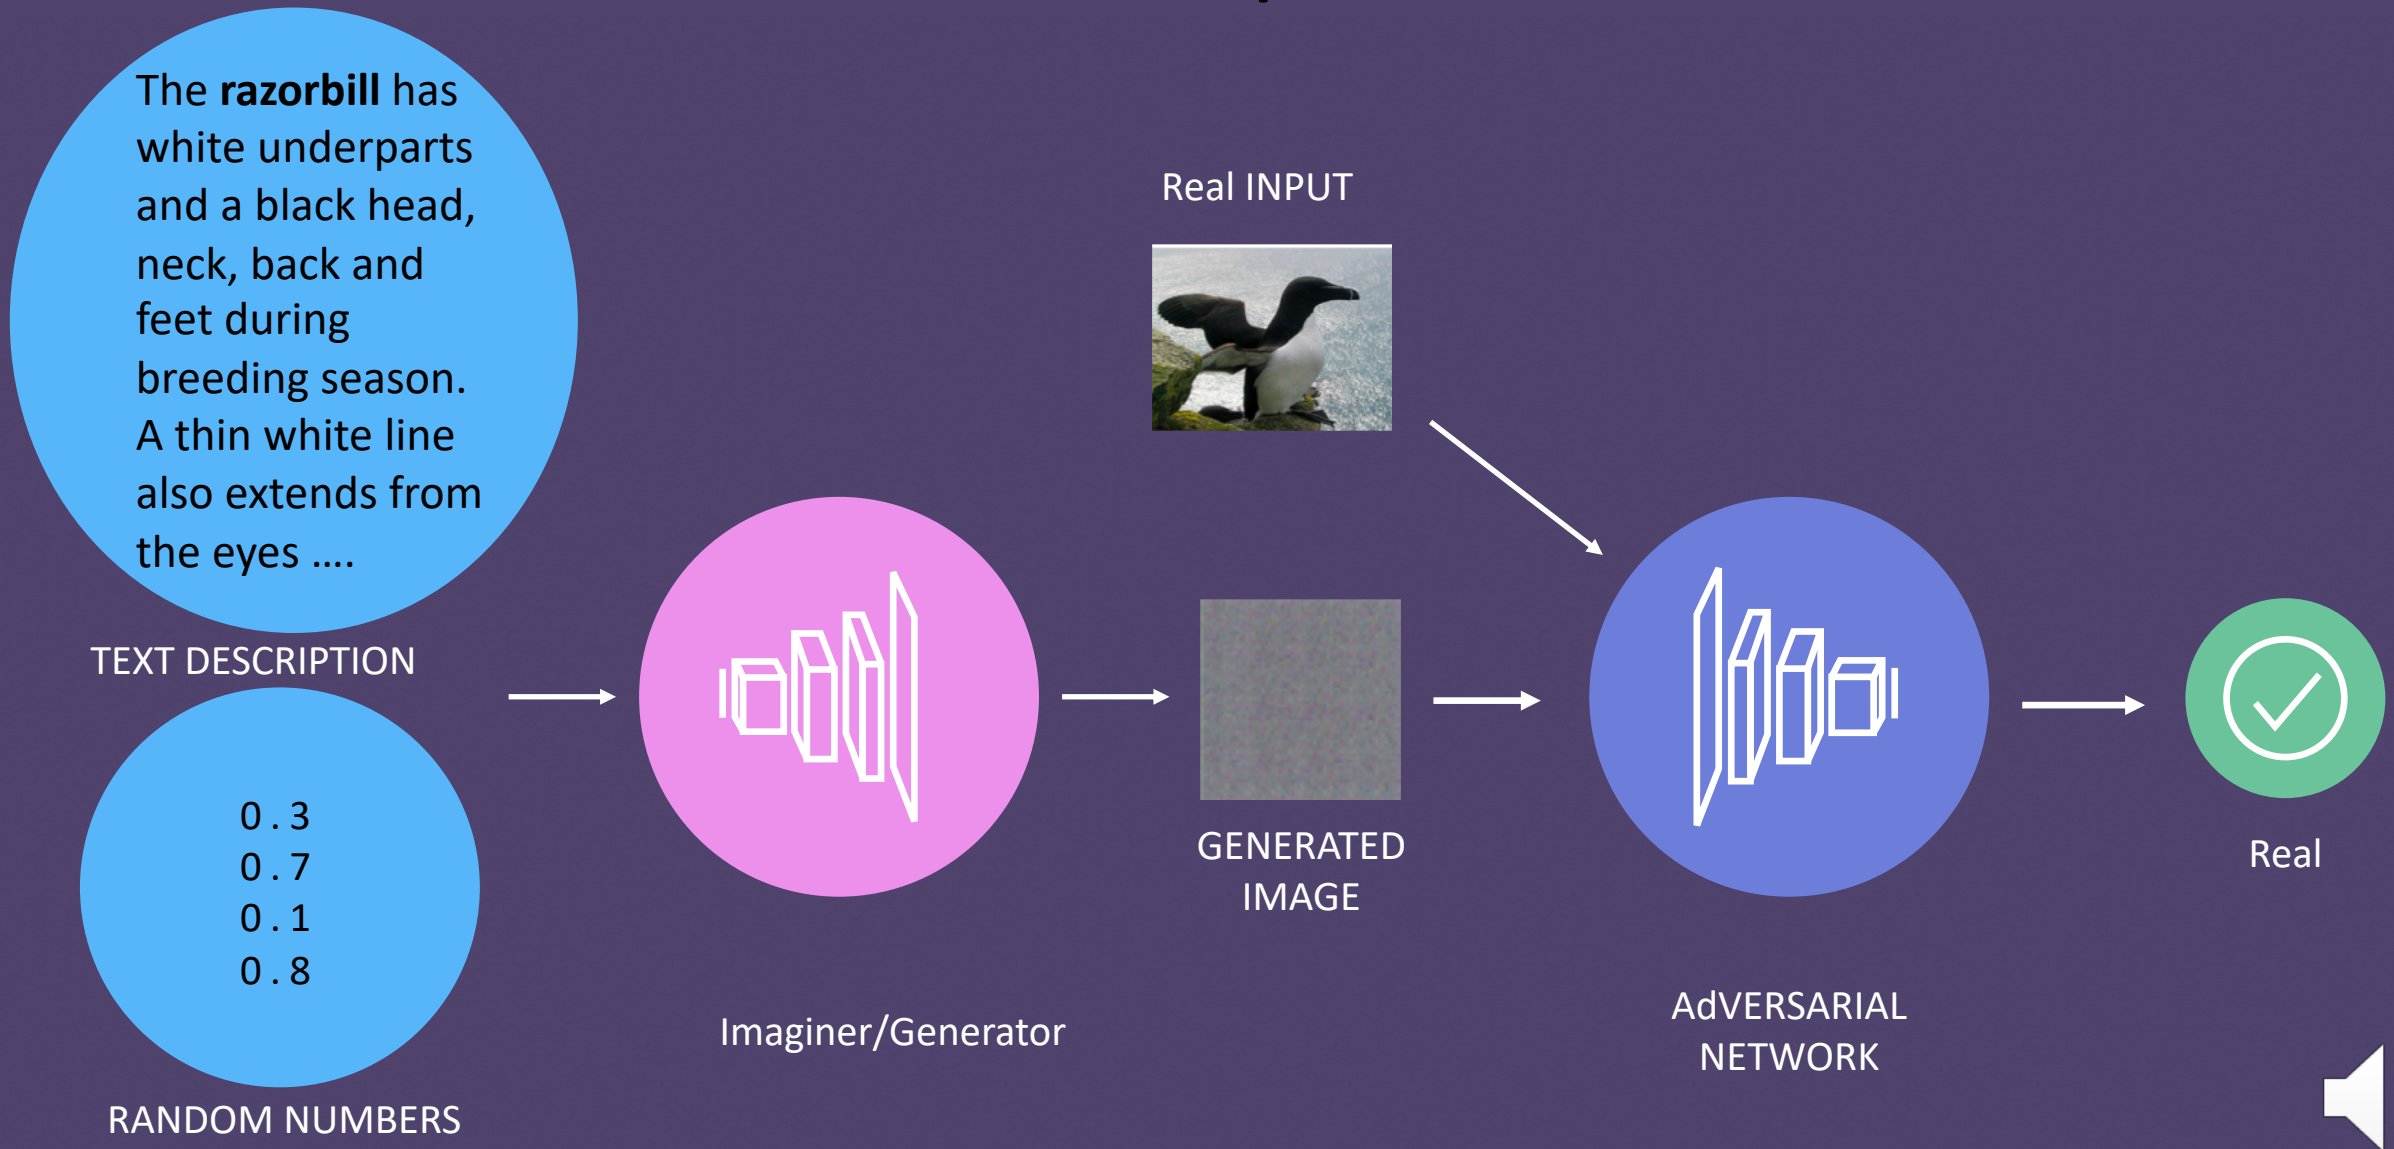 The razorbill has
white underparts
and a black head,
neck, back and
feet during
breeding season.
A thin white line
also extends from
the eyes ....
TEXT DESCRIPTION
0 . 3
0 . 7
0 . 1
0 . 8
RANDOM NUMBERS
Imaginer/Generator
Real INPUT
GENERATED
IMAGE
AdVERSARIAL
NETWORK
Real